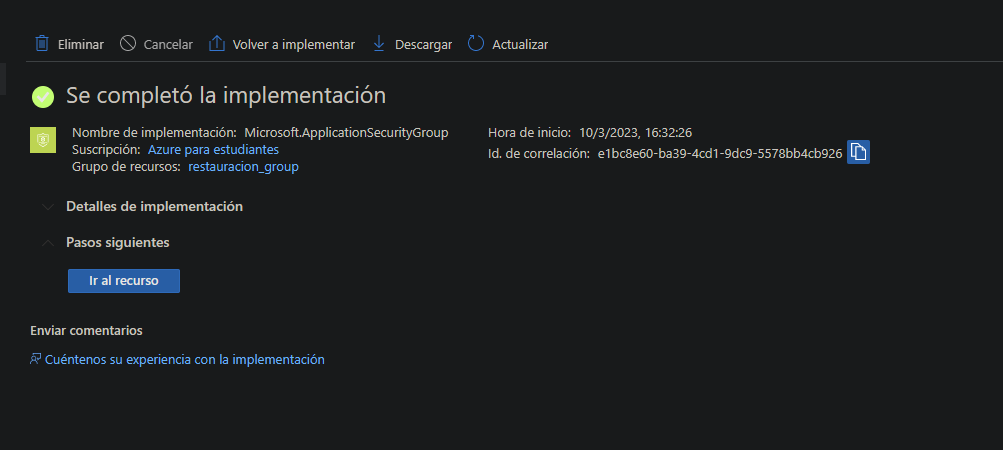 Eliminar Cancelar Volver a implementar Descargar Actualizar
Se completó la implementación
Nombre de implementación: Microsoft.ApplicationSecurityGroup
Suscripción: Azure para estudiantes
Grupo de recursos: restauracion_group
Hora de inicio: 10/3/2023, 16:32:26
Id. de correlación: e1bc8e60-ba39-4cd1-9dc9-5578bb4cb926
Detalles de implementación
Pasos siguientes
Ir al recurso
Enviar comentarios
Cuéntenos su experiencia con la implementación